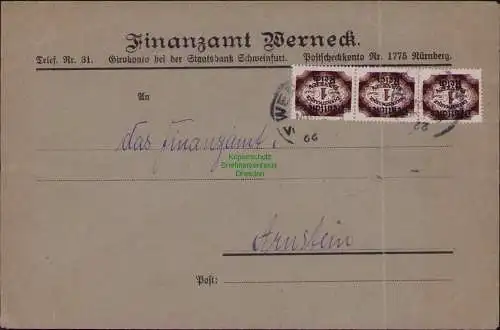 Finanzamt Werneck.
Telef. Nr. 31. Girokonto bei der Staatsbank Schweinfurt. Postscheckkonto Nr. 1775 Nürnberg.
An
das Finanzamt
Kopierschutz
Briefmarkenhaus
Dresden
Arnstein
Post: